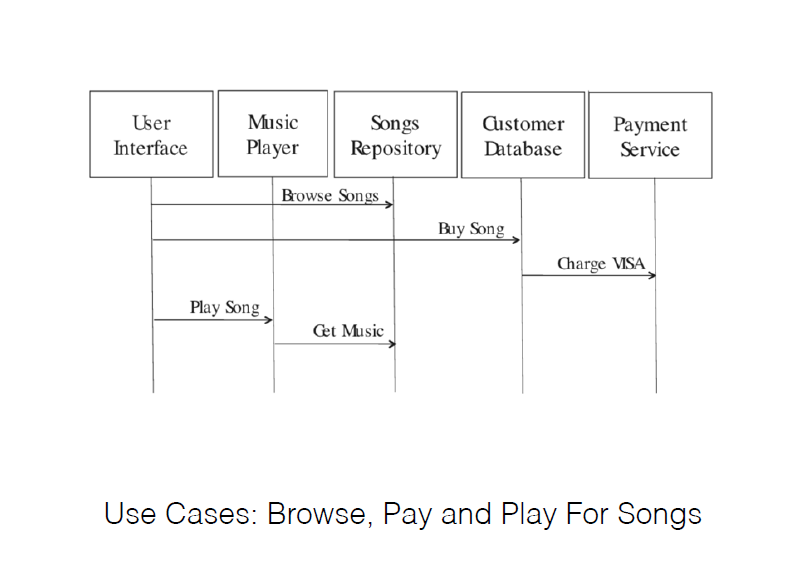 User
Interface
Music
Player
Songs
Repository
Customer
Database
Payment
Service
Browse Songs
Buy Song
Charge VISA
Play Song
Get Music
Use Cases: Browse, Pay and Play For Songs